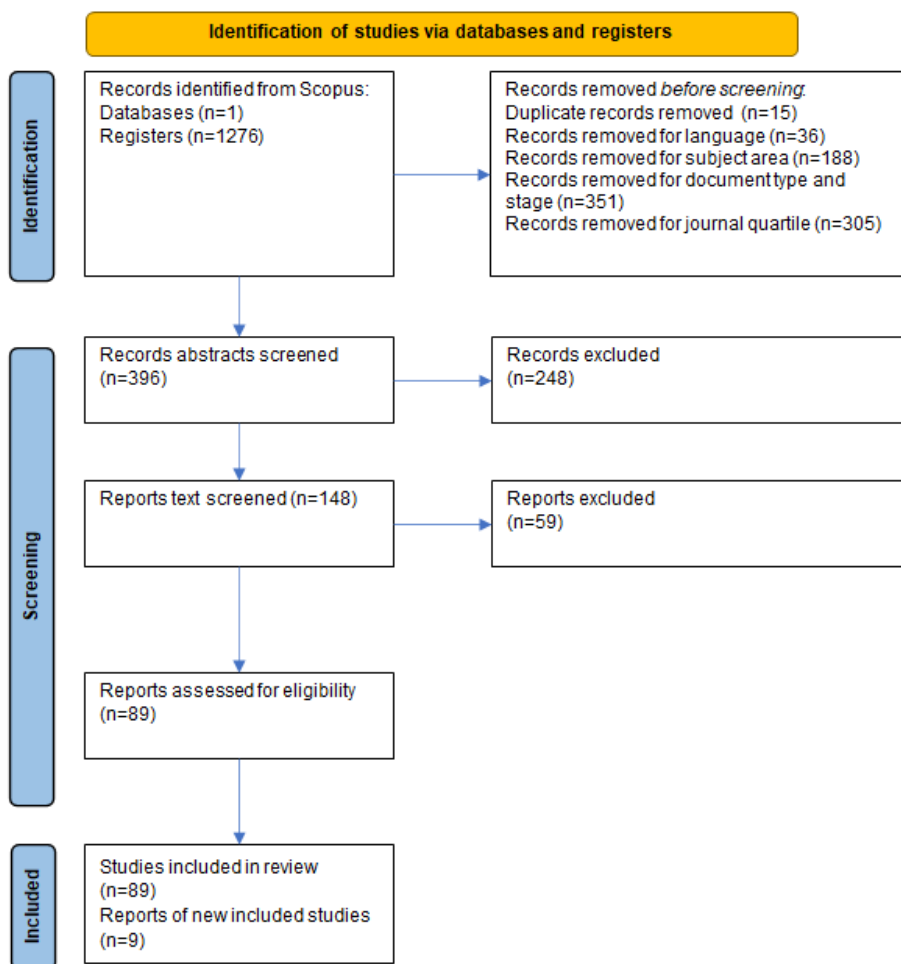 Identification of studies via databases and registers
Identification
Records identified from Scopus:
Databases (n=1)
Registers (n=1276)
Records removed before screening:
Duplicate records removed  (n=15)
Records removed for language (n=36)
Records removed for subject area (n=188)
Records removed for document type and
stage (n=351)
Records removed for journal quartile (n=305)
Screening
Records abstracts screened
(n=396)
Records excluded
(n=248)
Reports text screened (n=148)
Reports excluded
(n=59)
Reports assessed for eligibility
(n=89)
Included
Studies included in review
(n=89)
Reports of new included studies
(n=9)